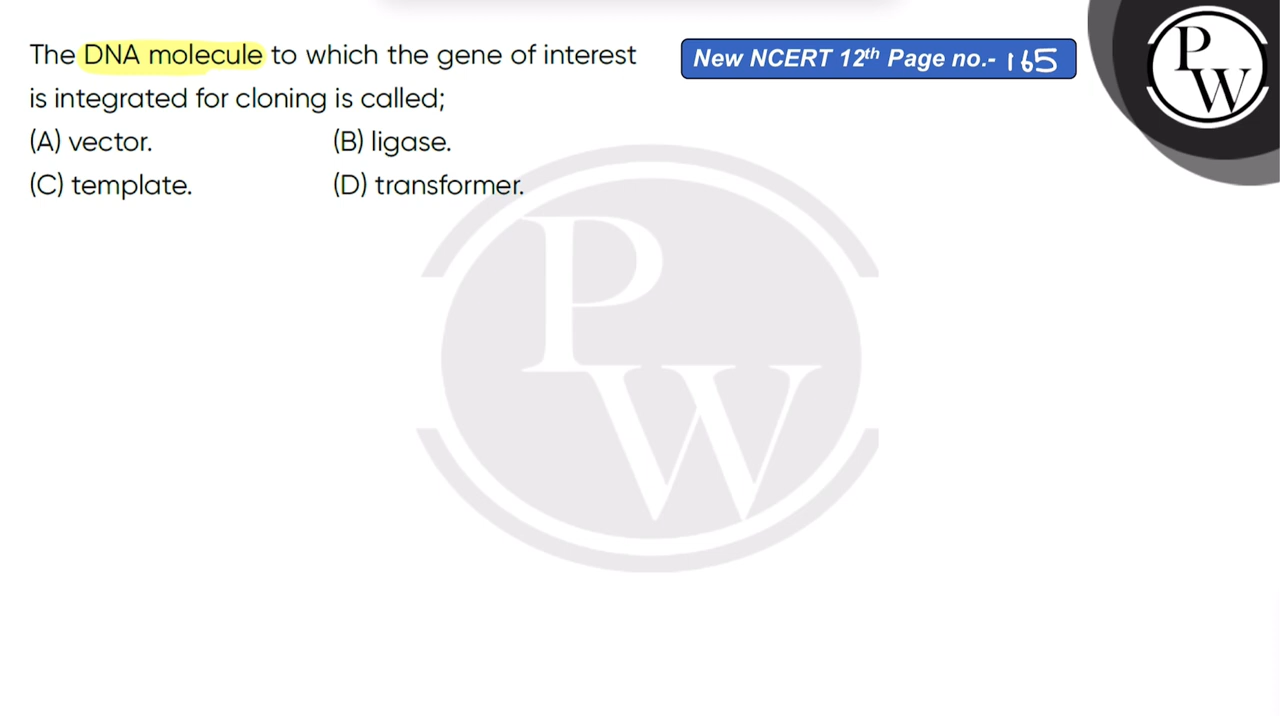 The DNA molecule to which the gene of interest
is integrated for cloning is called;
(A) vector. (B) ligase.
(C) template. (D) transformer.
New NCERT 12th Page no.- 165
P
W
P
W